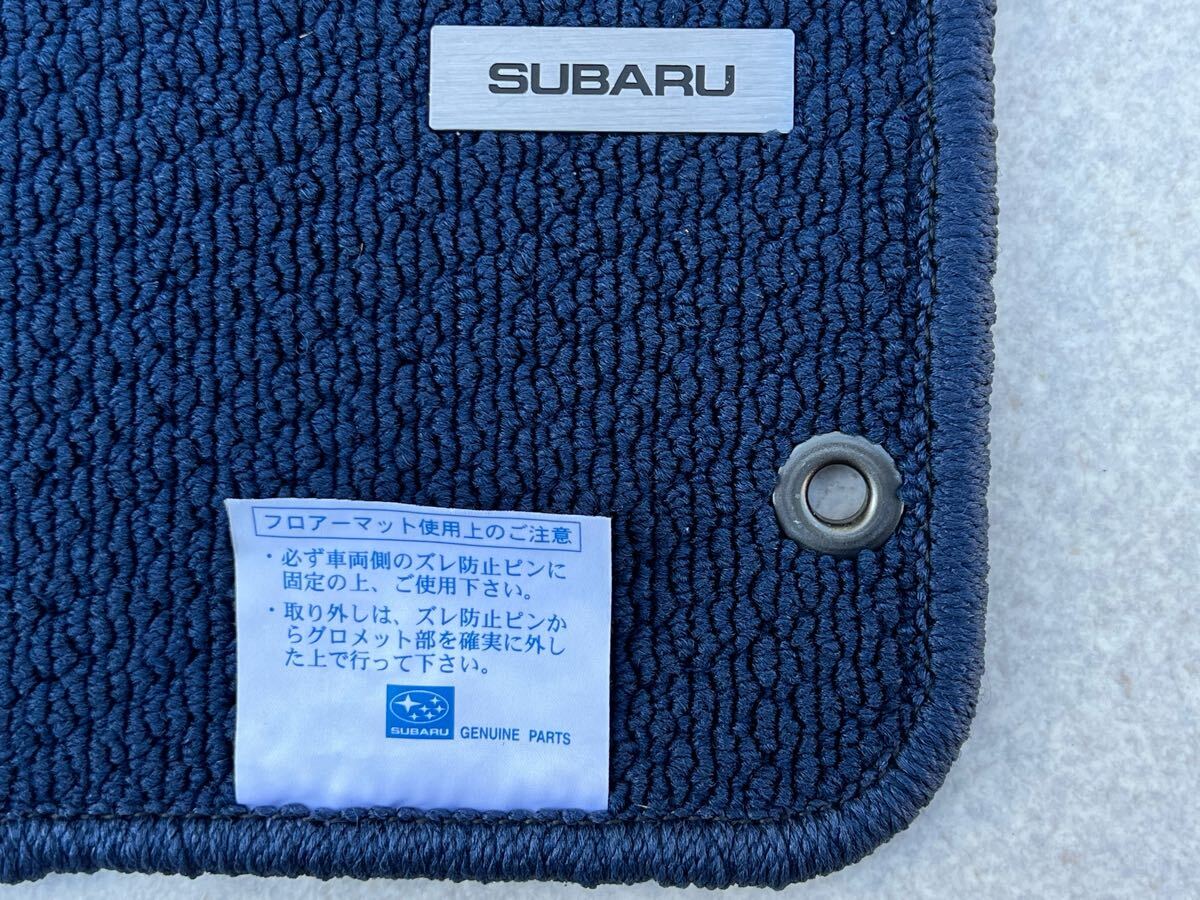 SUBARU
フロアーマット使用上のご注意
・必ず車両側のズレ防止ピンに
固定の上、ご使用下さい。
・取り外しは、ズレ防止ピンか
らグロメット部を確実に外し
た上で行って下さい。
SUBARU GENUINE PARTS